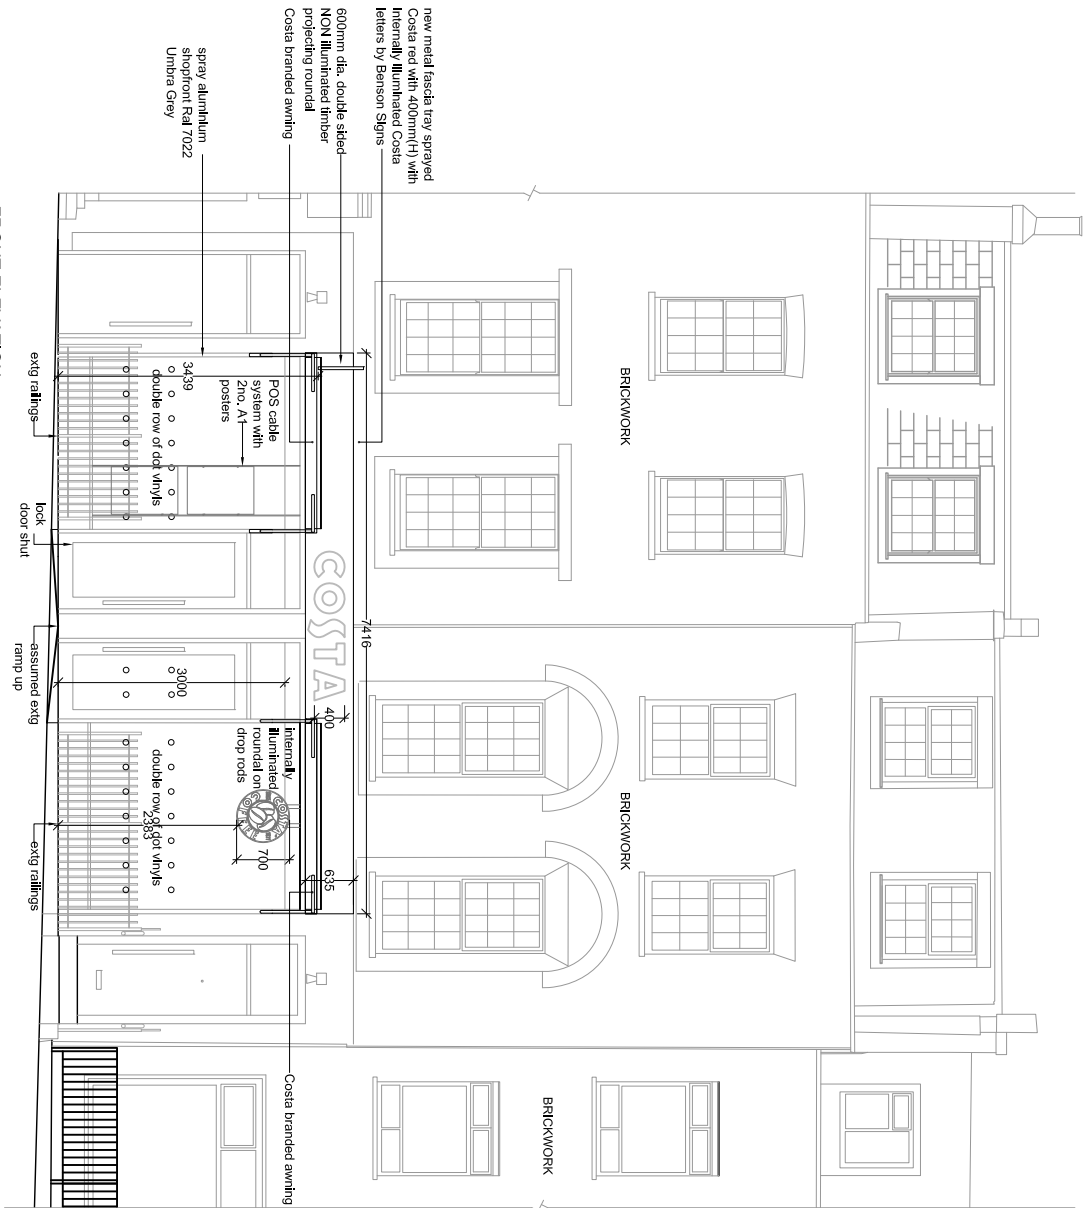 new metal fascia tray sprayed
Costa red with 400mm(H) with
Internally Illuminated Costa
letters by Benson Signs
600mm dia. double sided
NON illuminated timber
projecting roundal
Costa branded awning
spray aluminium
shopfront Ral 7022
Umbra Grey
BRICKWORK
BRICKWORK
BRICKWORK
7416
COSTA
400
635
3439
double row of dot vinyls
POS cable
system with
2no. A1
posters
3000
internally
illuminated
roundal on
drop rods
COSTA
COFFEE
700
double row of dot vinyls
2383
extg railings
lock
door shut
assumed extg
ramp up
extg railings
Costa branded awning